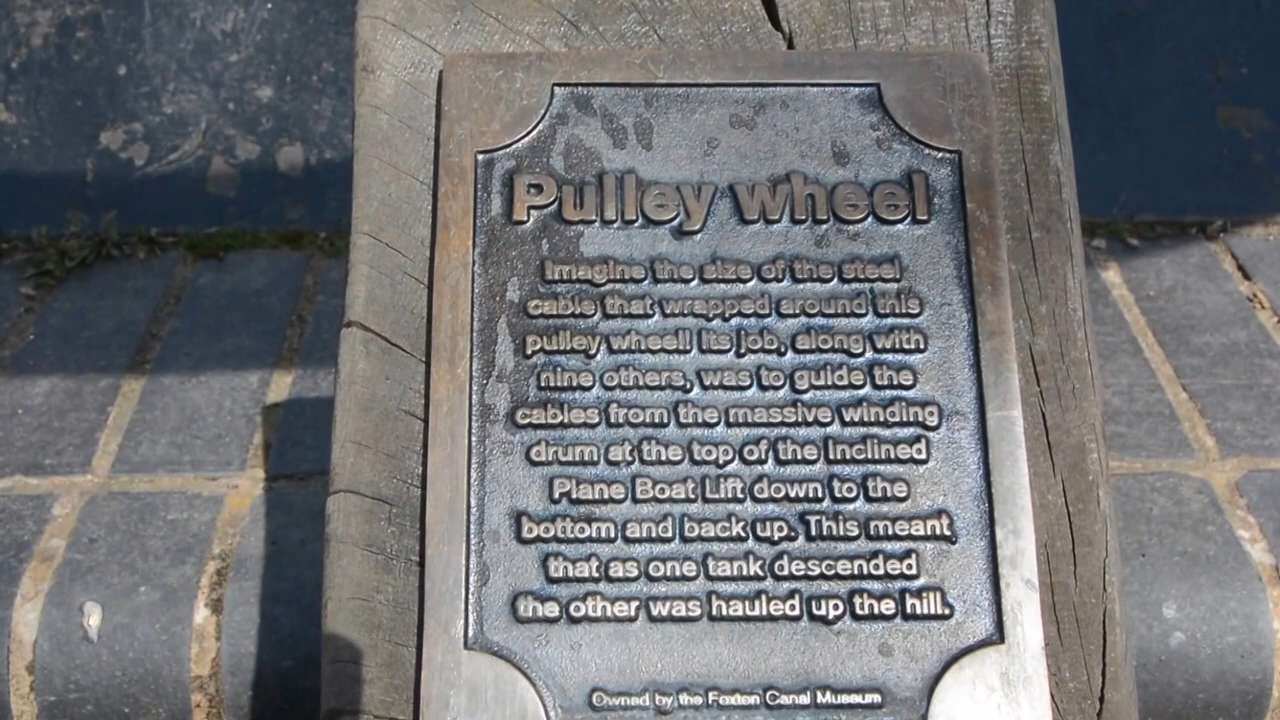 Pulley wheel
Imagine the size of the steel
cable that wrapped around this
pulley wheel! Its job, along with
nine others, was to guide the
cables from the massive winding
drum at the top of the Inclined
Plane Boat Lift down to the
bottom and back up. This meant
that as one tank descended
the other was hauled up the hill.
Owned by the Foxton Canal Museum